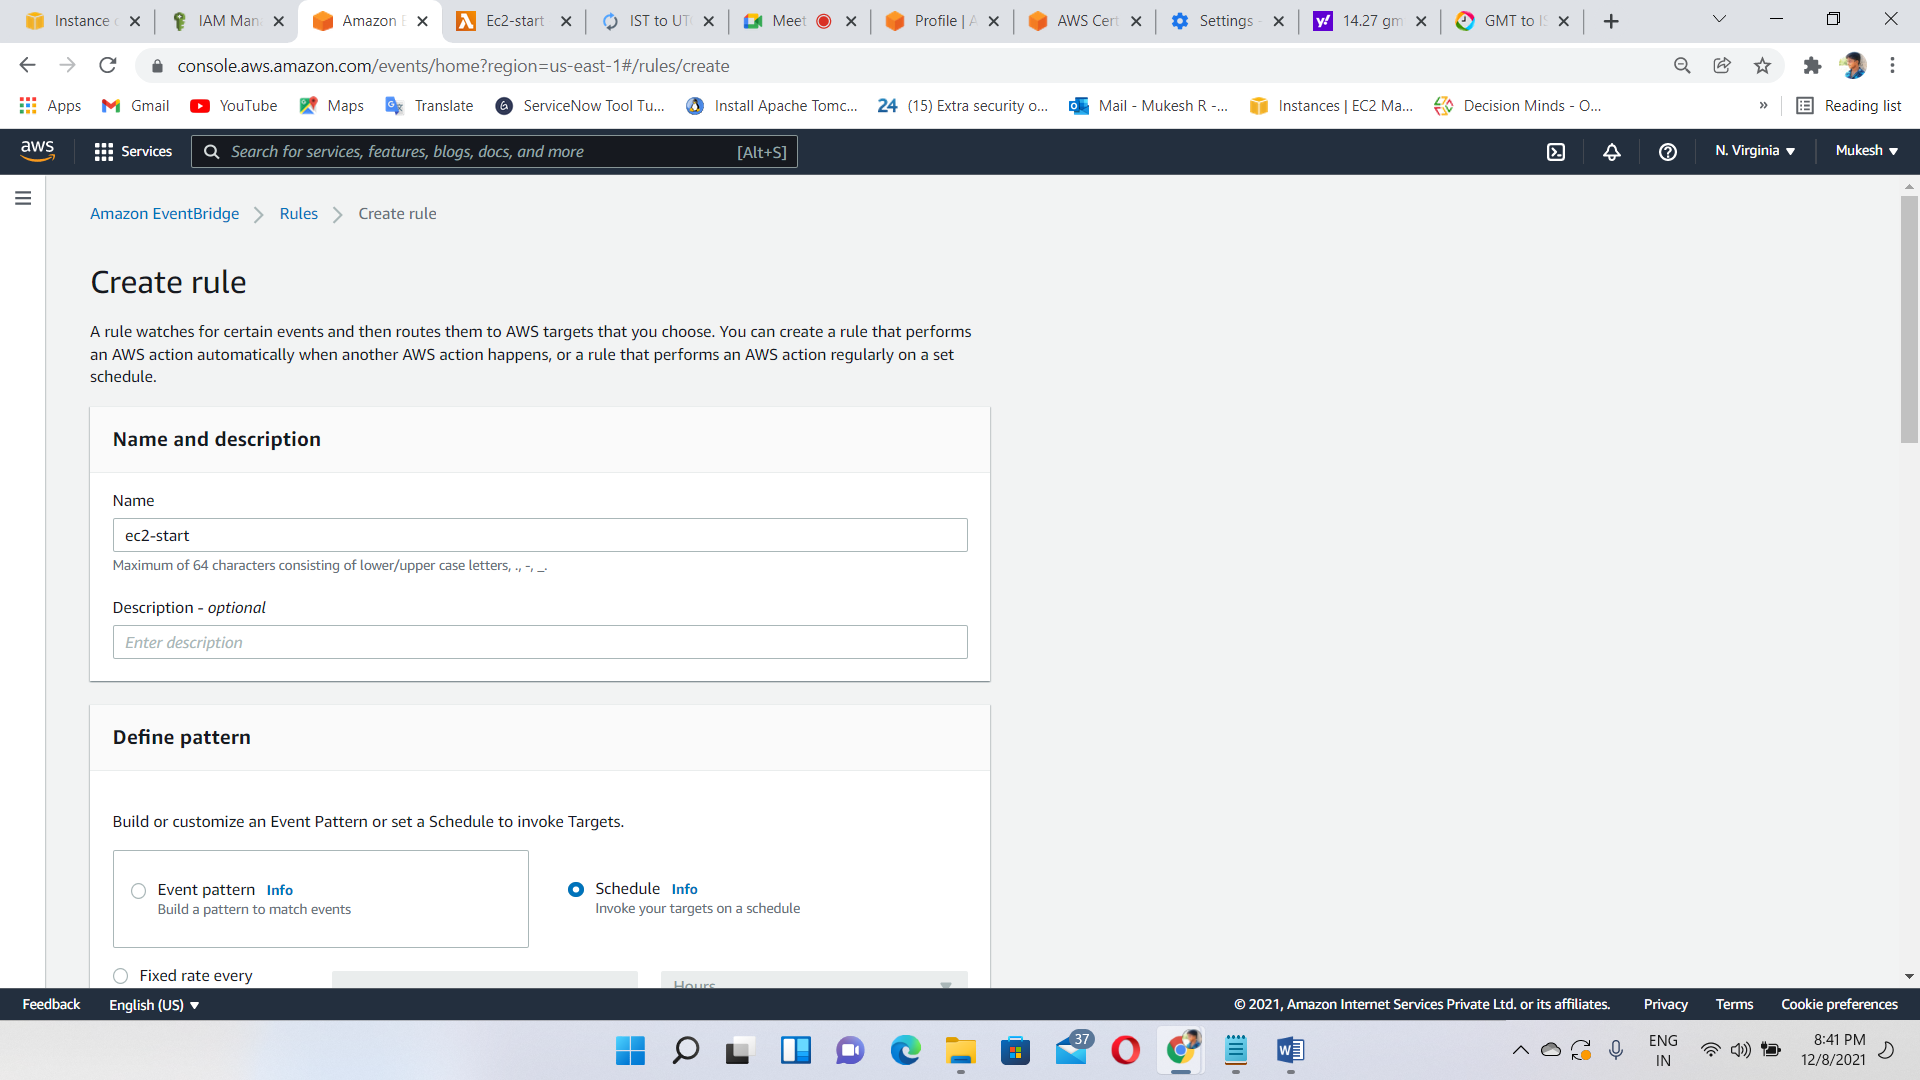 Instance
IAM Man
Amazon E
Ec2-start
IST to UTC
Meet
Profile | A
AWS Cert
Settings -
14.27 gm
GMT to IS
console.aws.amazon.com/events/home?region=us-east-1#/rules/create
Apps
Gmail
YouTube
Maps
Translate
ServiceNow Tool Tu...
Install Apache Tomc...
24 (15) Extra security o...
Mail - Mukesh R -...
Instances | EC2 Ma...
Decision Minds - O...
»
Reading list
aws
Services
Search for services, features, blogs, docs, and more
[Alt+S]
N. Virginia
Mukesh
Amazon EventBridge
Rules
Create rule
Create rule
A rule watches for certain events and then routes them to AWS targets that you choose. You can create a rule that performs
an AWS action automatically when another AWS action happens, or a rule that performs an AWS action regularly on a set
schedule.
Name and description
Name
ec2-start
Maximum of 64 characters consisting of lower/upper case letters, ., -, _.
Description - optional
Enter description
Define pattern
Build or customize an Event Pattern or set a Schedule to invoke Targets.
Event pattern Info
Build a pattern to match events
Schedule Info
Invoke your targets on a schedule
Fixed rate every
Hours
Feedback
English (US)
© 2021, Amazon Internet Services Private Ltd. or its affiliates.
Privacy
Terms
Cookie preferences
37
ENG
IN
8:41 PM
12/8/2021